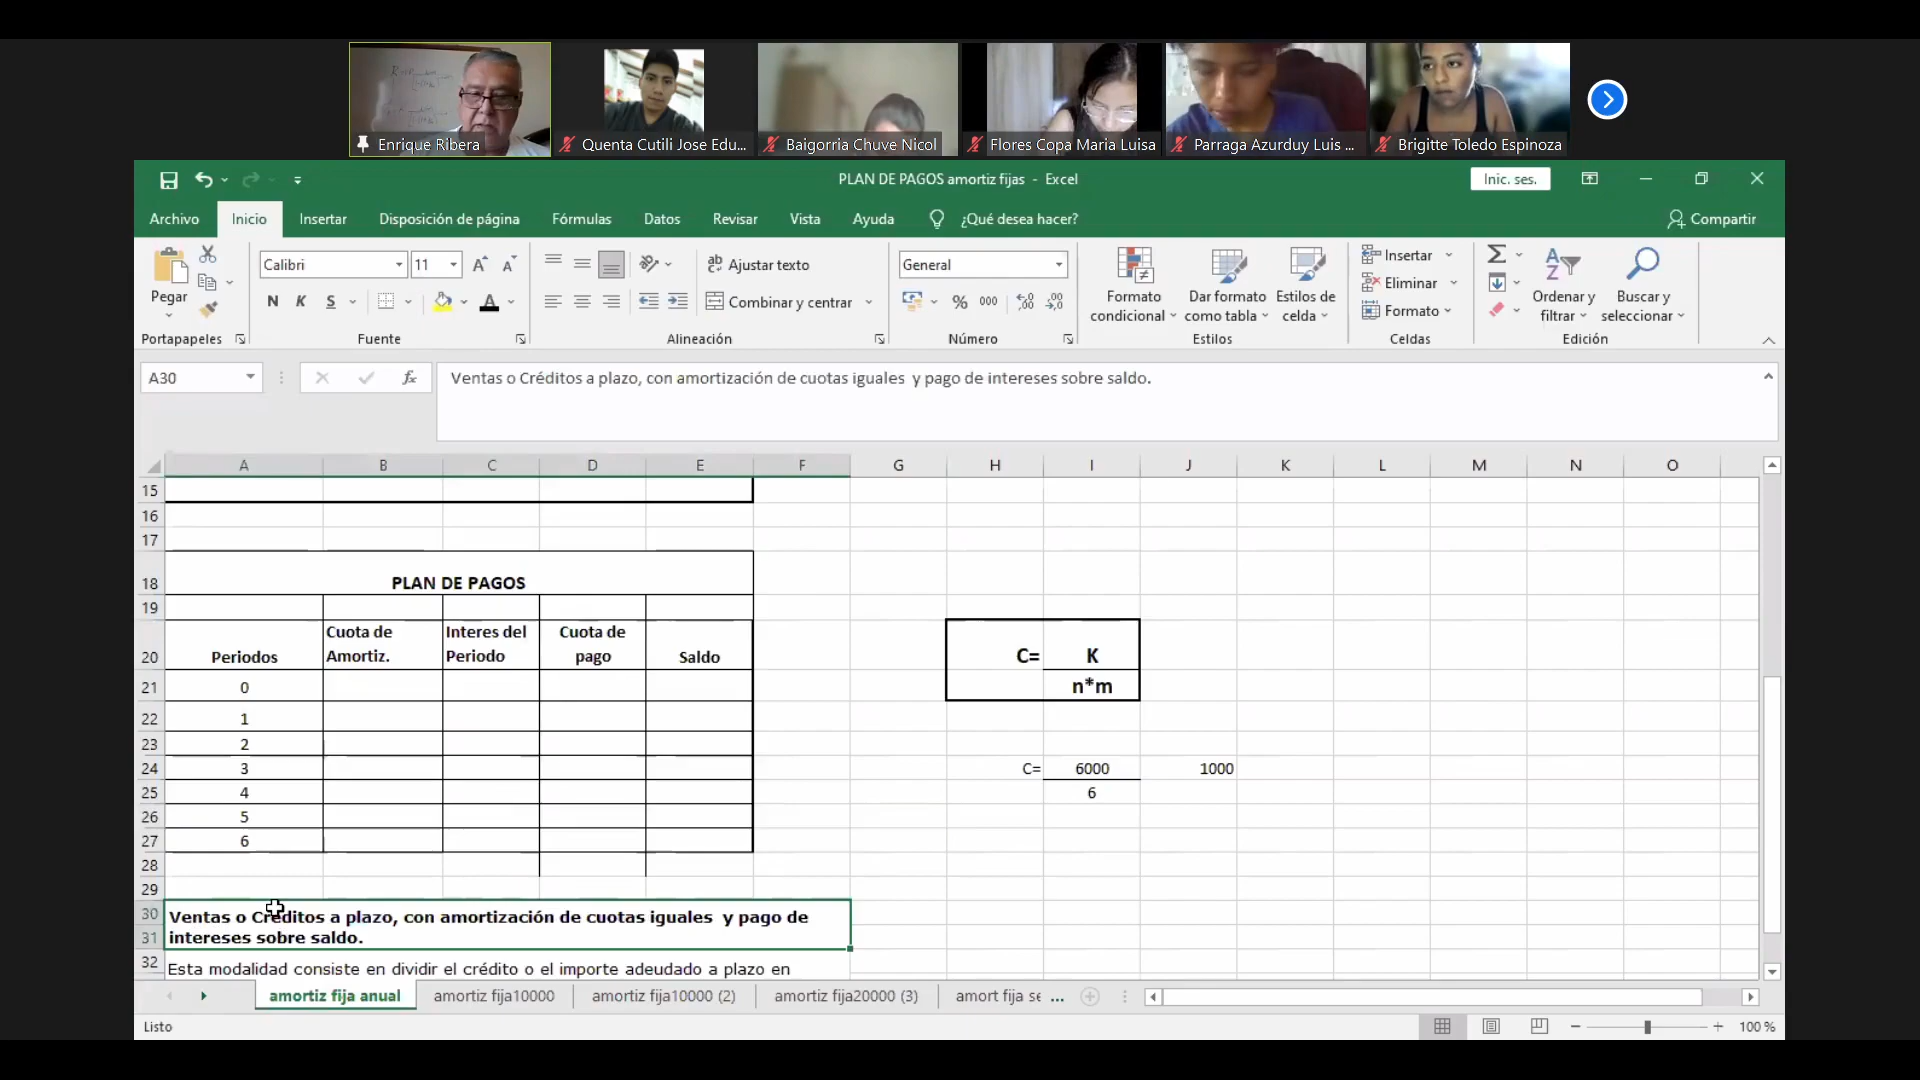 Enrique Ribera
Quenta Cutili Jose Edu...
Baigorria Chuve Nicol
Flores Copa Maria Luisa
Parraga Azurduy Luis ...
Brigitte Toledo Espinoza
PLAN DE PAGOS amortiz fijas - Excel
Inic. ses.
Archivo
Inicio
Insertar
Disposición de página
Fórmulas
Datos
Revisar
Vista
Ayuda
¿Qué desea hacer?
Compartir
Pegar
Portapapeles
Calibri
11
N K S
Fuente
Ajustar texto
Combinar y centrar
Alineación
General
% 000
Número
Formato condicional
Dar formato como tabla
Estilos de celda
Estilos
Insertar
Eliminar
Formato
Celdas
Ordenar y filtrar
Buscar y seleccionar
Edición
A30
fx
Ventas o Créditos a plazo, con amortización de cuotas iguales y pago de intereses sobre saldo.
A B C D E F G H I J K L M N O
15
16
17
18 PLAN DE PAGOS
19
20 Periodos Cuota de Amortiz. Interes del Periodo Cuota de pago Saldo C= K
21 0 n*m
22 1
23 2
24 3 C= 6000 1000
25 4 6
26 5
27 6
28
29
30 Ventas o Créditos a plazo, con amortización de cuotas iguales y pago de
31 intereses sobre saldo.
32 Esta modalidad consiste en dividir el crédito o el importe adeudado a plazo en
amortiz fija anual
amortiz fija10000
amortiz fija10000 (2)
amortiz fija20000 (3)
amort fija se ...
Listo
100 %